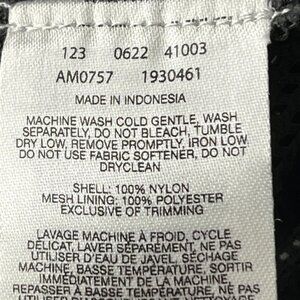 123 0622 41003
AM0757 1930461
MADE IN INDONESIA
MACHINE WASH COLD GENTLE, WASH
SEPARATELY, DO NOT BLEACH, TUMBLE
DRY LOW, REMOVE PROMPTLY, IRON LOW
DO NOT USE FABRIC SOFTENER, DO NOT
DRYCLEAN
SHELL: 100% NYLON
MESH LINING: 100% POLYESTER
EXCLUSIVE OF TRIMMING
LAVAGE MACHINE À FROID, CYCLE
DÉLICAT, LAVER SÉPARÉMENT, NE PAS
UTILISER D'EAU DE JAVEL, SÉCHAGE
MACHINE, BASSE TEMPÉRATURE, SORTIR
IMMÉDIATEMENT DE LA MACHINE
REPASSER À BASSE TEMPÉRATURE, NE PAS